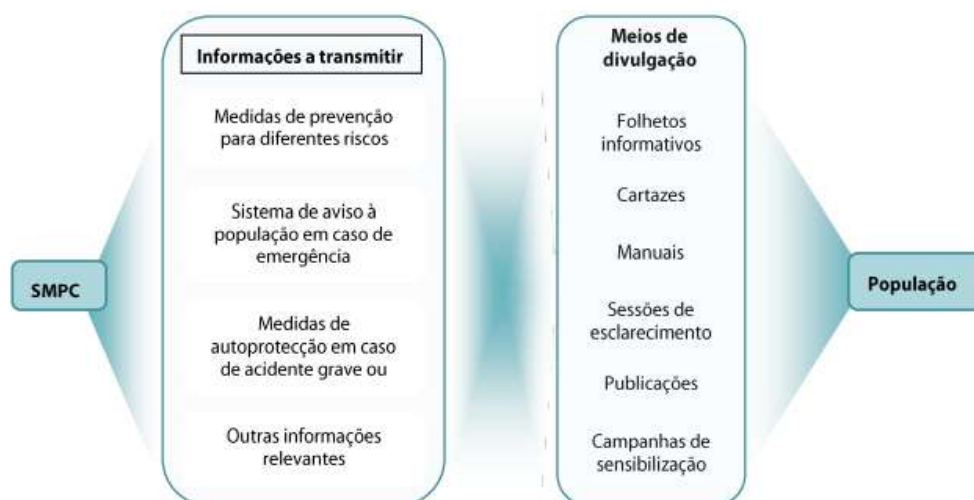 SMPC
Informações a transmitir
Medidas de prevenção
para diferentes riscos
Sistema de aviso à
população em caso de
emergência
Medidas de
autoprotecção em caso
de acidente grave ou
Outras informações
relevantes
Meios de
divulgação
Folhetos
informativos
Cartazes
Manuais
Sessões de
esclarecimento
Publicações
Campanhas de
sensibilização
População